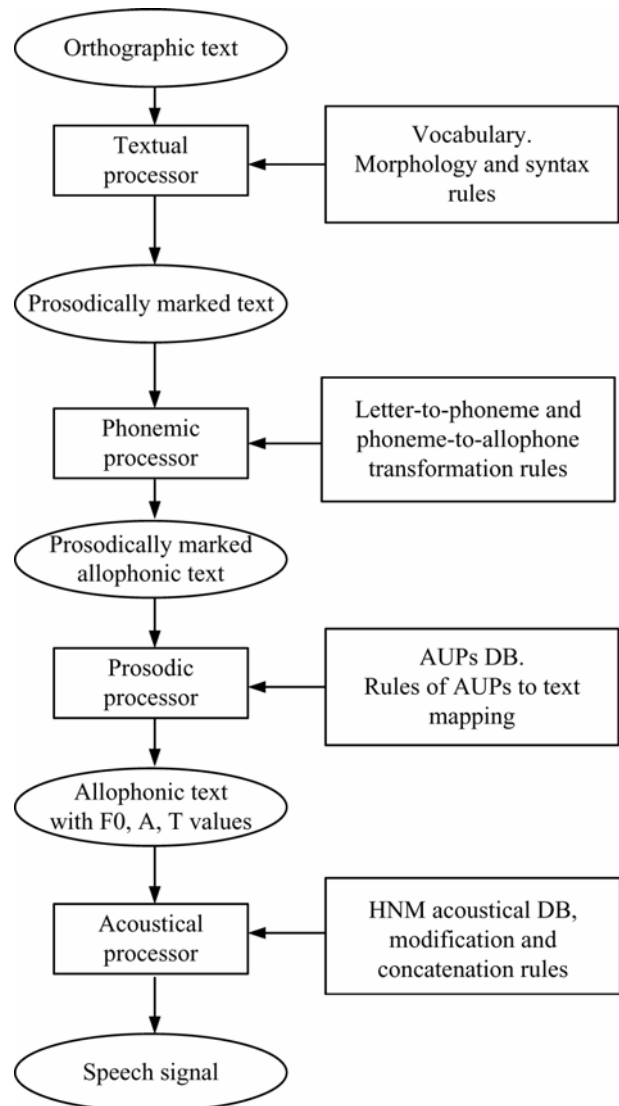 Orthographic text
Textual
processor
Vocabulary.
Morphology and syntax
rules
Prosodically marked text
Phonemic
processor
Letter-to-phoneme and
phoneme-to-allophone
transformation rules
Prosodically marked
allophonic text
Prosodic
processor
AUPs DB.
Rules of AUPs to text
mapping
Allophonic text
with F0, A, T values
Acoustical
processor
HNM acoustical DB,
modification and
concatenation rules
Speech signal